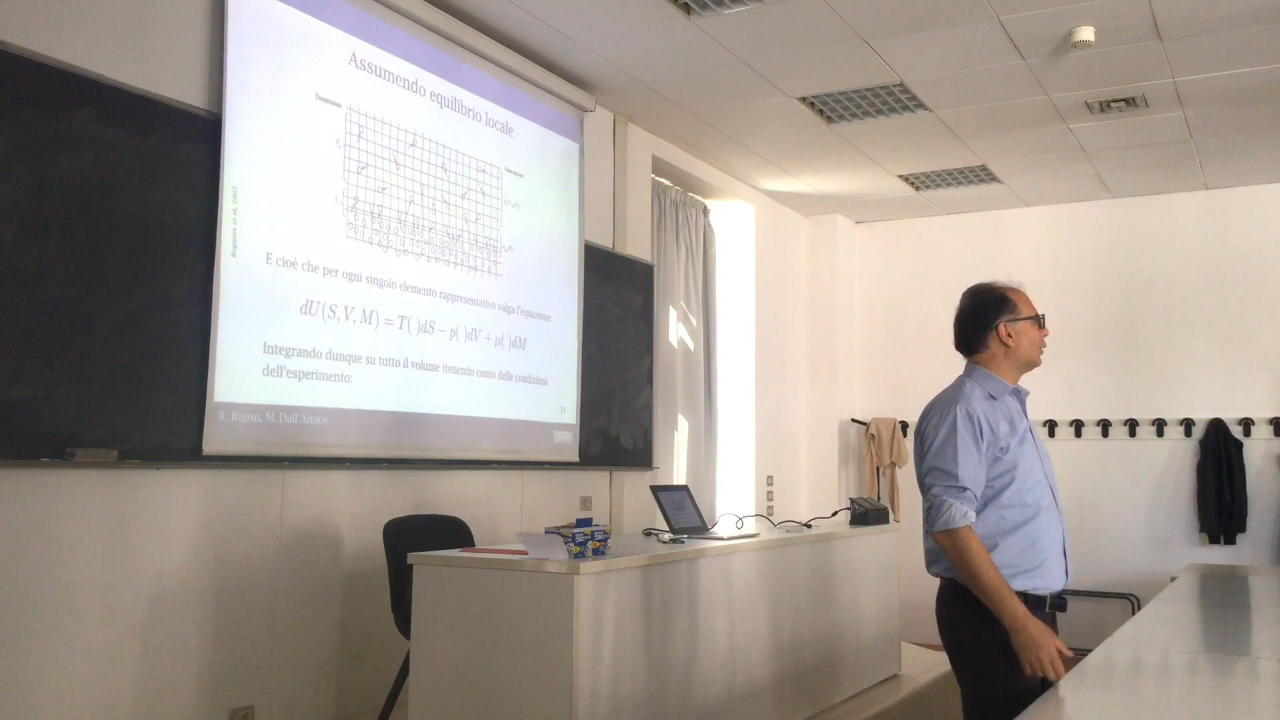 Assumendo equilibrio locale
E cioè che per ogni singolo elemento rappresentativo valga l'equazione
dU(S, V, M) = T( )dS − p( )dV + μ( )dM
Integrando dunque su tutto il volume (tenendo conto delle condizioni
dell'esperimento:
R. Rigon, M. Dall'Amico